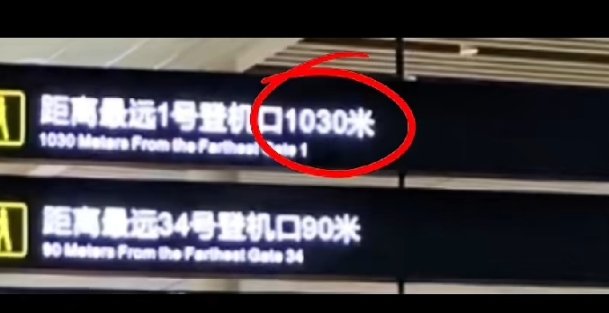 距离最远1号登机口1030米
1030 Meters From the Farthest Gate 1
距离最远34号登机口90米
90 Meters From the Farthest Gate 34